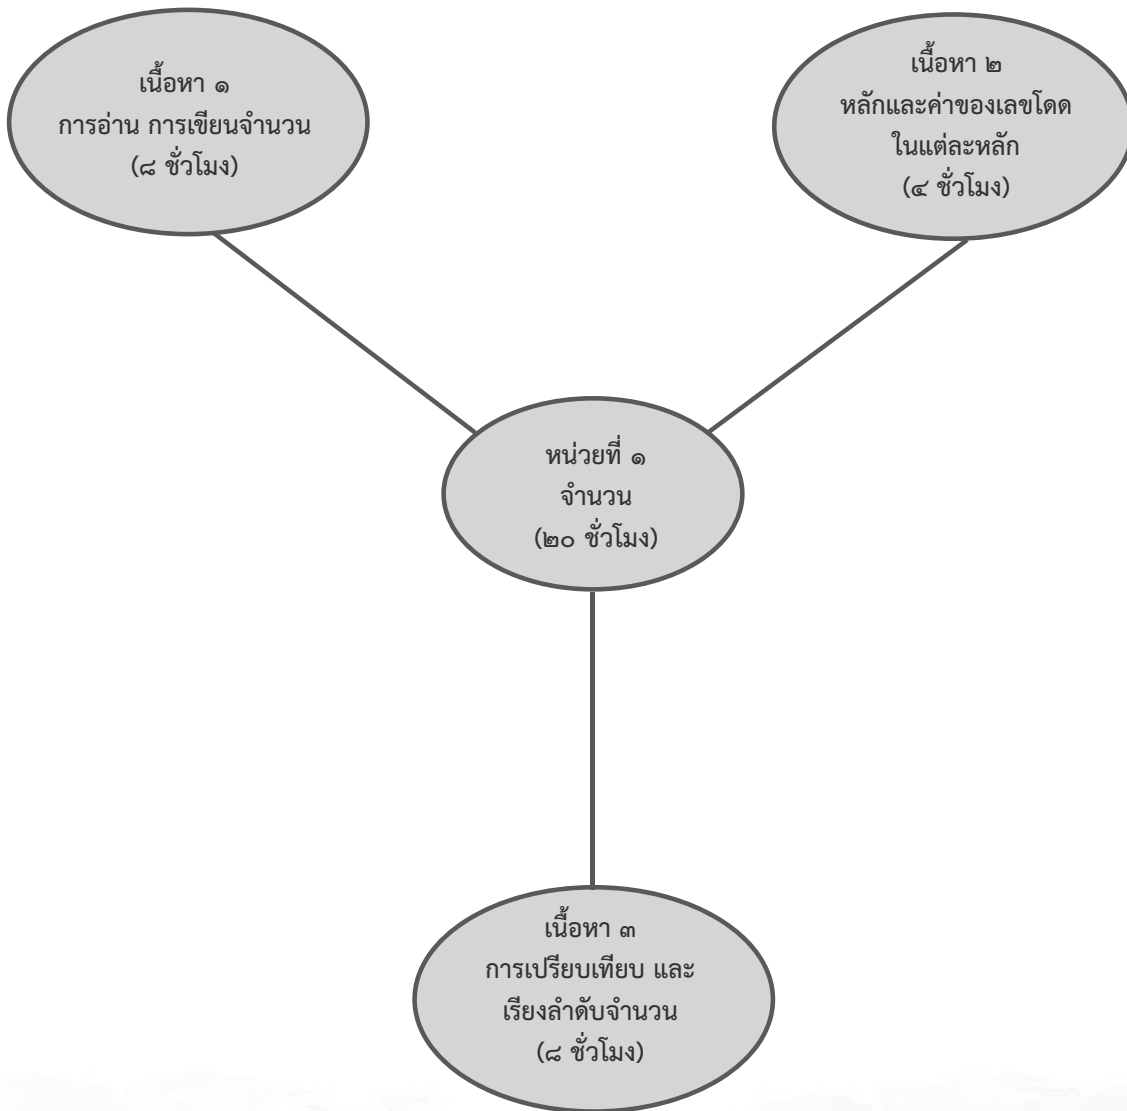 เนื้อหา ๑
การอ่าน การเขียนจำนวน
(๘ ชั่วโมง)
เนื้อหา ๒
หลักและค่าของเลขโดด
ในแต่ละหลัก
(๔ ชั่วโมง)
หน่วยที่ ๑
จำนวน
(๒๐ ชั่วโมง)
เนื้อหา ๓
การเปรียบเทียบ และ
เรียงลำดับจำนวน
(๘ ชั่วโมง)